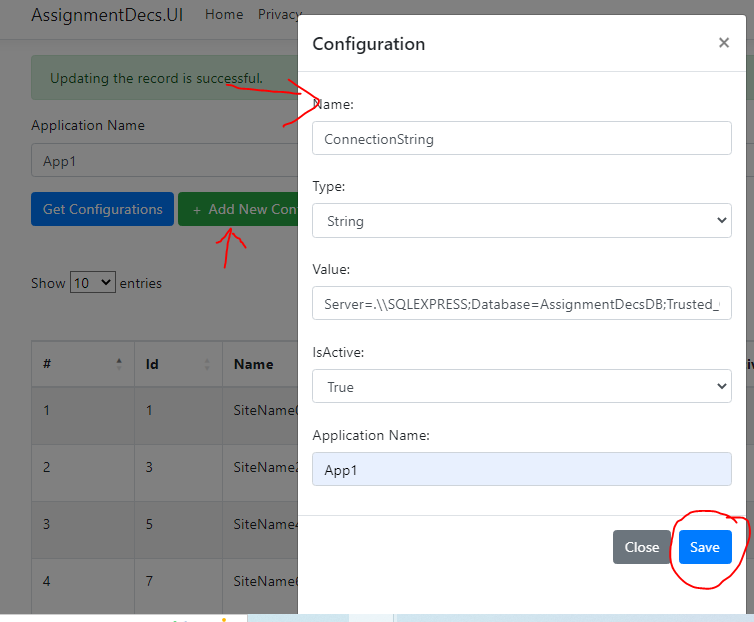 AssignmentDecs.UI Home Privacy
Configuration ×
Updating the record is successful.
Name:
Application Name
ConnectionString
App1
Type:
Get Configurations + Add New Con
String
Value:
Show 10 entries
Server=.\\SQLEXPRESS;Database=AssignmentDecsDB;Trusted_
IsActive:
# Id Name
True
1 1 SiteName
Application Name:
2 3 SiteName
App1
3 5 SiteName
Close Save
4 7 SiteName